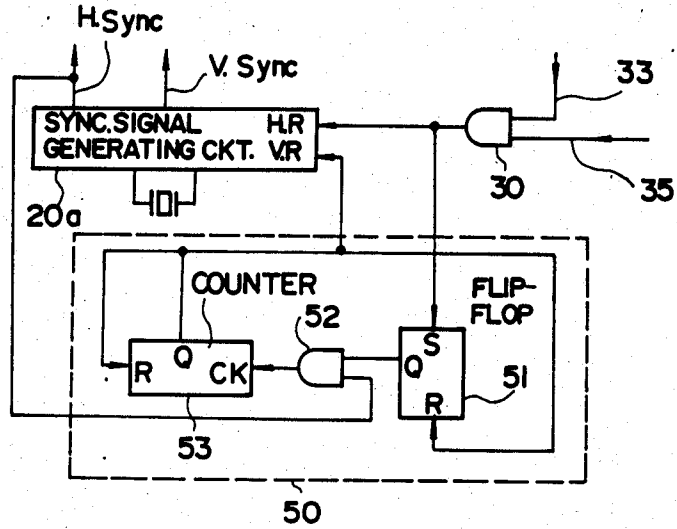 H.Sync
V. Sync
33
SYNC.SIGNAL H.R
GENERATING CKT. V.R
30
35
20a
COUNTER
FLIP-
FLOP
52
S
Q
Q
R
CK
51
R
53
50